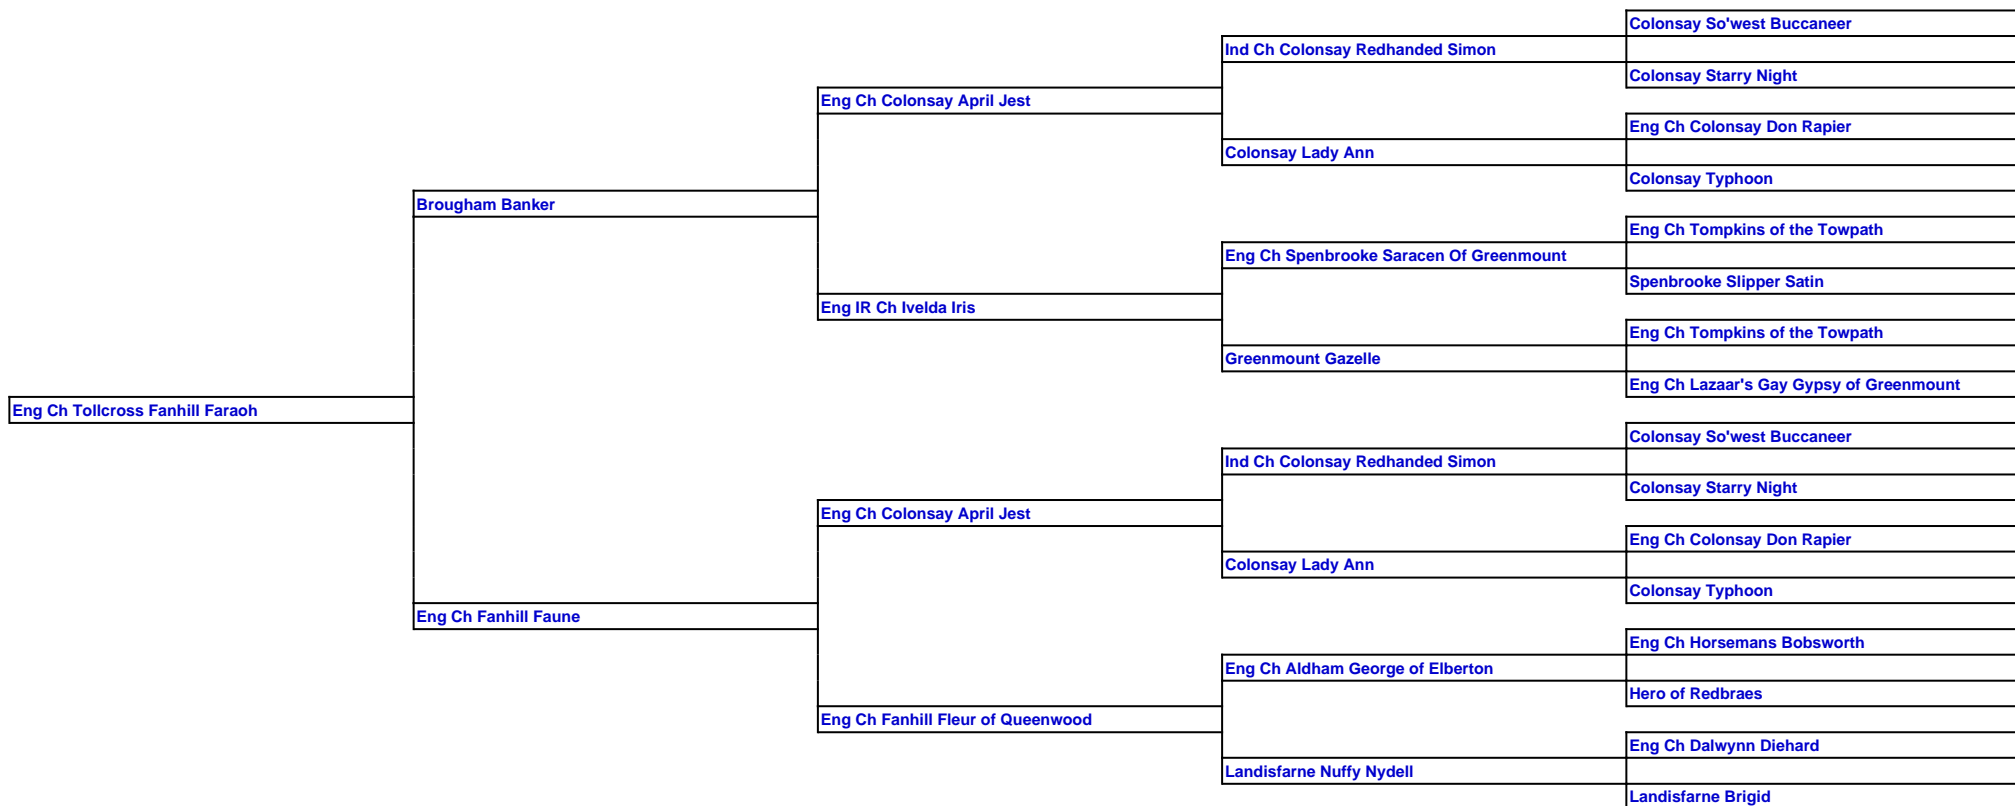 Colonsay So'west Buccaneer
Ind Ch Colonsay Redhanded Simon
Colonsay Starry Night
Eng Ch Colonsay April Jest
Eng Ch Colonsay Don Rapier
Colonsay Lady Ann
Colonsay Typhoon
Brougham Banker
Eng Ch Tompkins of the Towpath
Eng Ch Spenbrooke Saracen Of Greenmount
Spenbrooke Slipper Satin
Eng IR Ch Ivelda Iris
Eng Ch Tompkins of the Towpath
Greenmount Gazelle
Eng Ch Lazaar's Gay Gypsy of Greenmount
Eng Ch Tollcross Fanhill Faraoh
Colonsay So'west Buccaneer
Ind Ch Colonsay Redhanded Simon
Colonsay Starry Night
Eng Ch Colonsay April Jest
Eng Ch Colonsay Don Rapier
Colonsay Lady Ann
Colonsay Typhoon
Eng Ch Fanhill Faune
Eng Ch Horsemans Bobsworth
Eng Ch Aldham George of Elberton
Hero of Redbraes
Eng Ch Fanhill Fleur of Queenwood
Eng Ch Dalwynn Diehard
Landisfarne Nuffy Nydell
Landisfarne Brigid